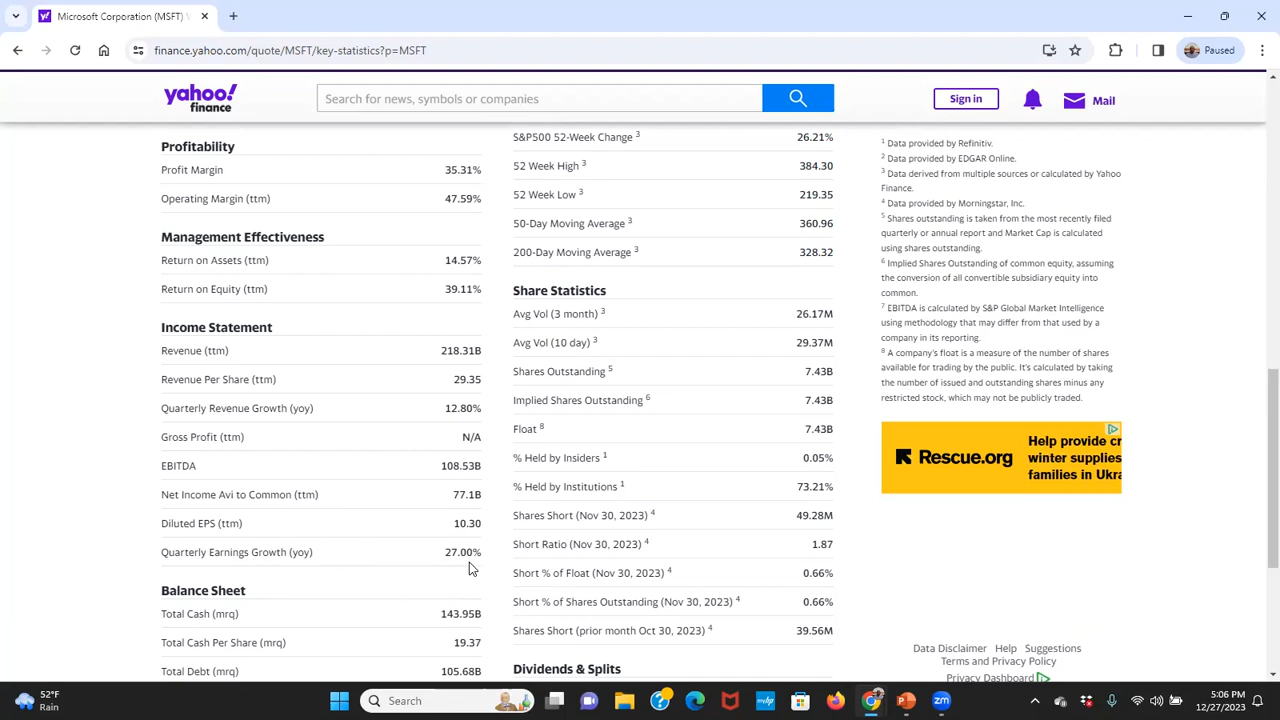 Microsoft Corporation (MSFT) V
finance.yahoo.com/quote/MSFT/key-statistics?p=MSFT
Paused
yahoo!
finance
Search for news, symbols or companies
Sign in
Mail
Profitability
Profit Margin 35.31%
Operating Margin (ttm) 47.59%
Management Effectiveness
Return on Assets (ttm) 14.57%
Return on Equity (ttm) 39.11%
Income Statement
Revenue (ttm) 218.31B
Revenue Per Share (ttm) 29.35
Quarterly Revenue Growth (yoy) 12.80%
Gross Profit (ttm) N/A
EBITDA 108.53B
Net Income Avi to Common (ttm) 77.1B
Diluted EPS (ttm) 10.30
Quarterly Earnings Growth (yoy) 27.00%
Balance Sheet
Total Cash (mrq) 143.95B
Total Cash Per Share (mrq) 19.37
Total Debt (mrq) 105.68B
S&P500 52-Week Change 3 26.21%
52 Week High 3 384.30
52 Week Low 3 219.35
50-Day Moving Average 3 360.96
200-Day Moving Average 3 328.32
Share Statistics
Avg Vol (3 month) 3 26.17M
Avg Vol (10 day) 3 29.37M
Shares Outstanding 5 7.43B
Implied Shares Outstanding 6 7.43B
Float 8 7.43B
% Held by Insiders 1 0.05%
% Held by Institutions 1 73.21%
Shares Short (Nov 30, 2023) 4 49.28M
Short Ratio (Nov 30, 2023) 4 1.87
Short % of Float (Nov 30, 2023) 4 0.66%
Short % of Shares Outstanding (Nov 30, 2023) 4 0.66%
Shares Short (prior month Oct 30, 2023) 4 39.56M
Dividends & Splits
1 Data provided by Refinitiv.
2 Data provided by EDGAR Online.
3 Data derived from multiple sources or calculated by Yahoo
Finance.
4 Data provided by Morningstar, Inc.
5 Shares outstanding is taken from the most recently filed
quarterly or annual report and Market Cap is calculated
using shares outstanding.
6 Implied Shares Outstanding of common equity, assuming
the conversion of all convertible subsidiary equity into
common.
7 EBITDA is calculated by S&P Global Market Intelligence
using methodology that may differ from that used by a
company in its reporting.
8 A company's float is a measure of the number of shares
available for trading by the public. It's calculated by taking
the number of issued and outstanding shares minus any
restricted stock, which may not be publicly traded.
Rescue.org
Help provide cr
winter supplies
families in Ukra
Data Disclaimer Help Suggestions
Terms and Privacy Policy
Privacy Dashboard
52°F
Rain
Search
5:06 PM
12/27/2023